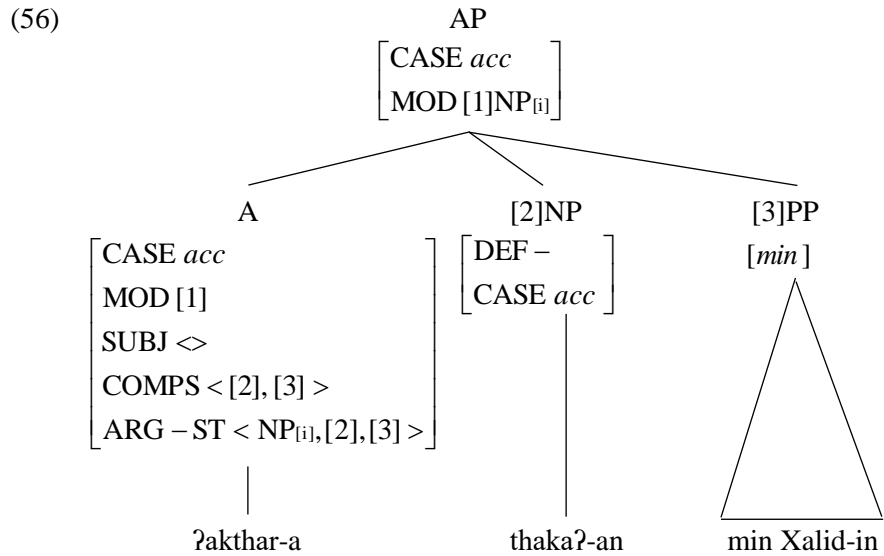 (56)
AP
CASE acc
MOD [1]NP[i]
A [2]NP [3]PP
CASE acc
MOD [1]
SUBJ <>
COMPS < [2], [3] >
ARG – ST < NP[i], [2], [3] >
DEF –
CASE acc
[min]
ʔakthar-a thakaʔ-an min Xalid-in